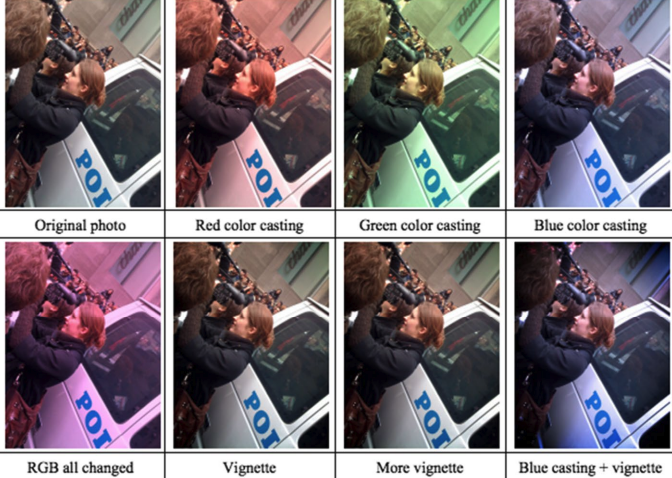 POI
POI
POI
POI
Original photo
Red color casting
Green color casting
Blue color casting
POI
POI
POI
POI
RGB all changed
Vignette
More vignette
Blue casting + vignette